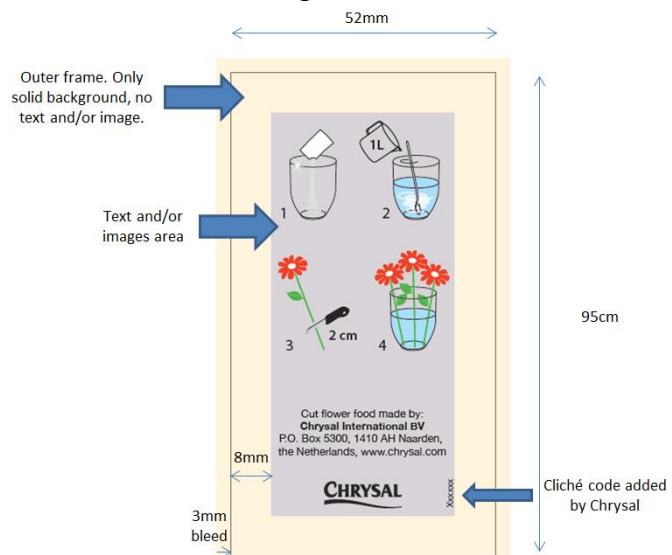 52mm
Outer frame. Only
solid background, no
text and/or image.
1L
1
2
Text and/or
images area
95cm
2 cm
3
4
Cut flower food made by:
Chrysal International BV
P.O. Box 5300, 1410 AH Naarden,
the Netherlands, www.chrysal.com
8mm
CHRYSAL
Xxxxxx
Cliché code added
by Chrysal
3mm
bleed